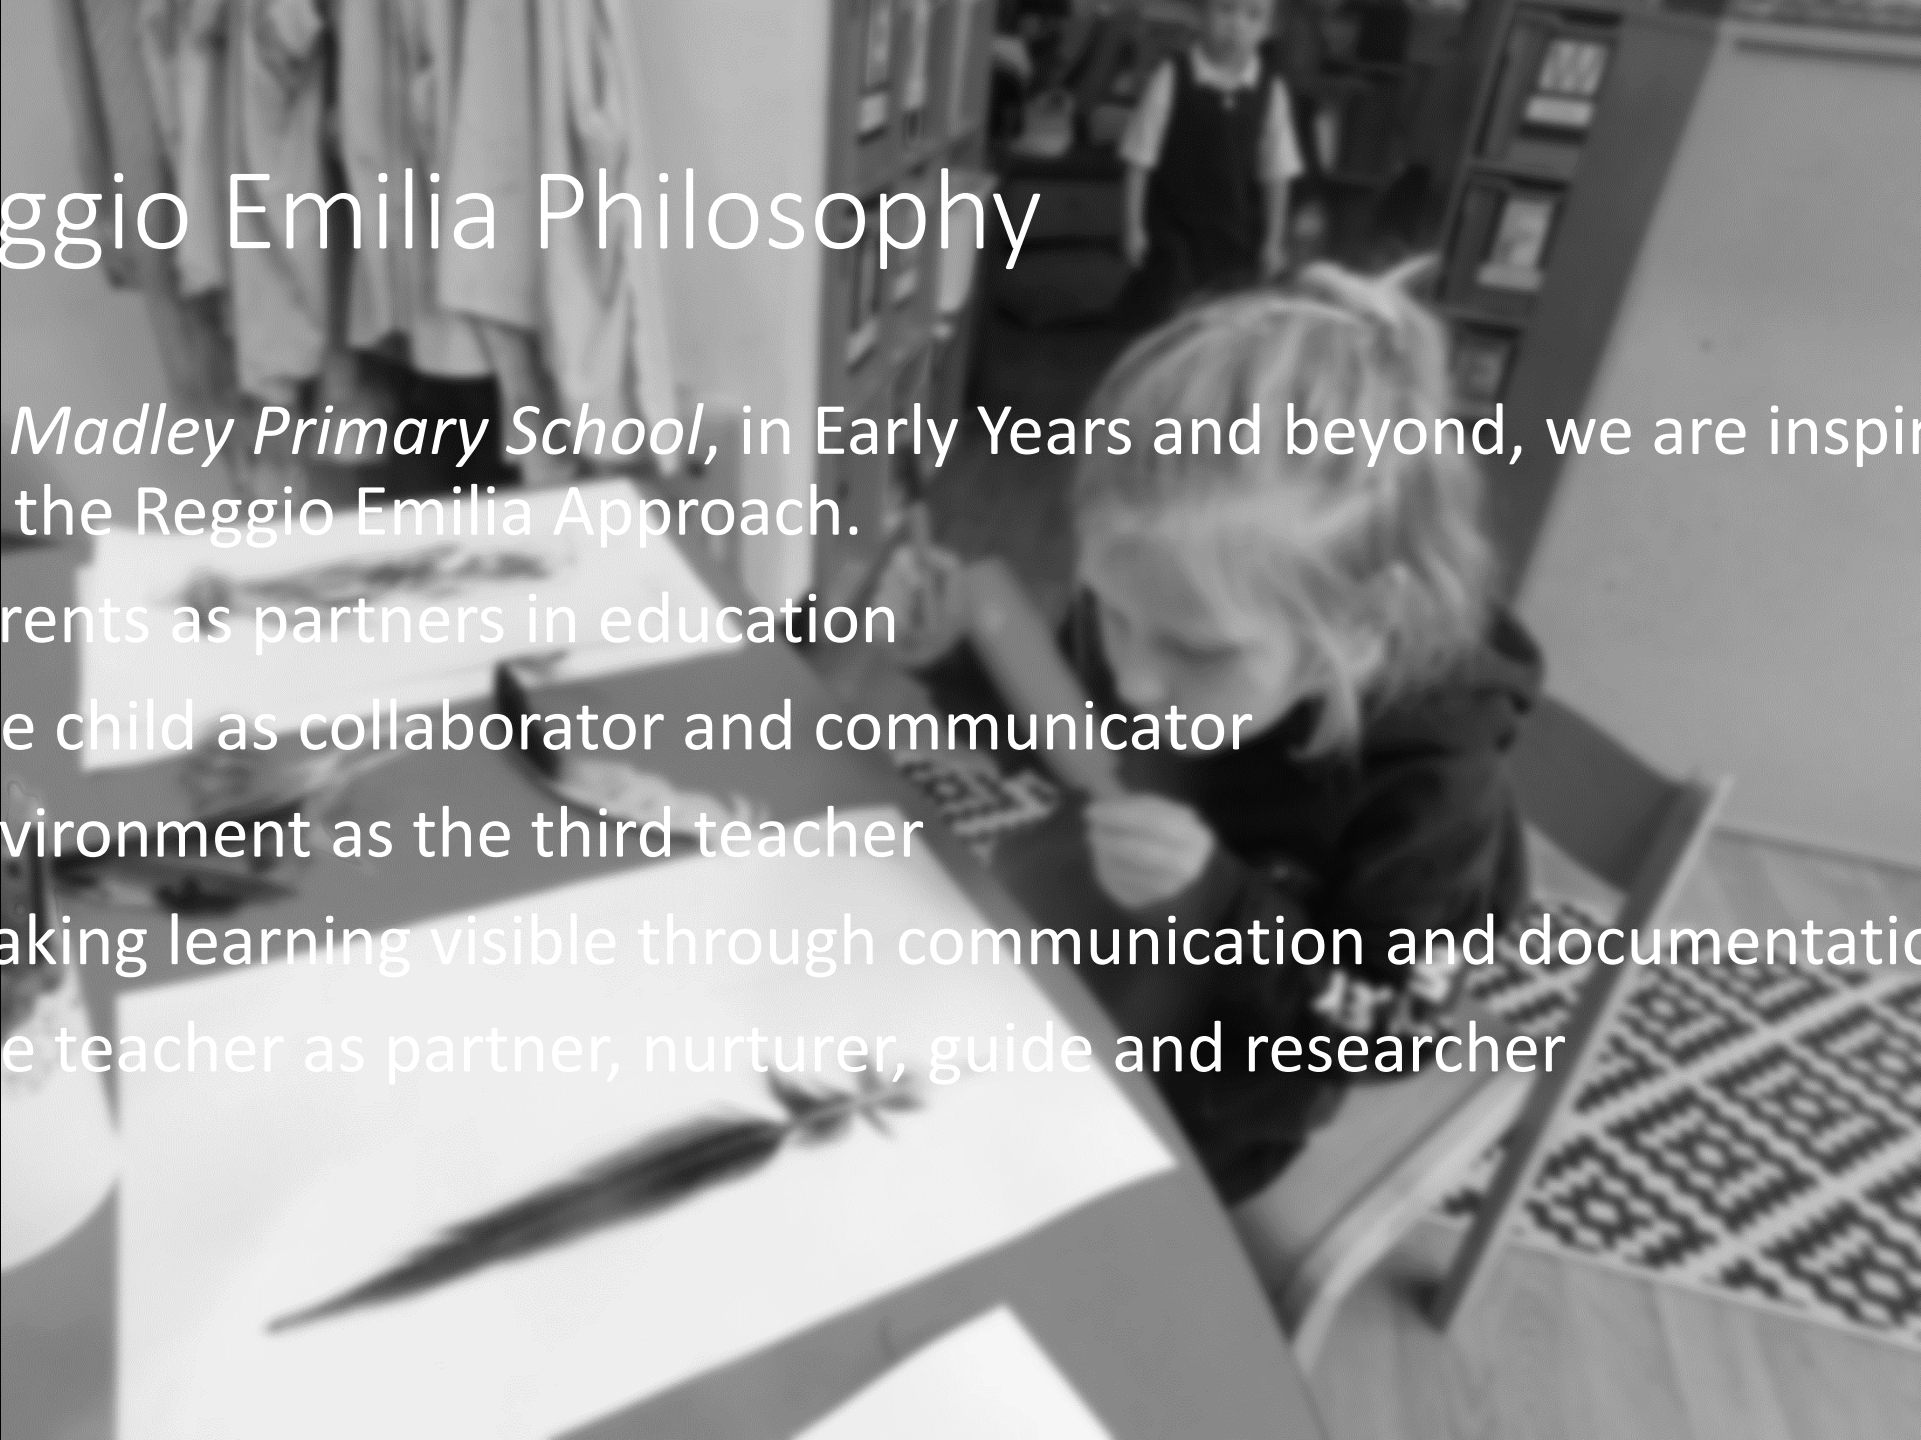 ggio Emilia Philosophy
Madley Primary School, in Early Years and beyond, we are inspir
the Reggio Emilia Approach.
rents as partners in education
e child as collaborator and communicator
vironment as the third teacher
aking learning visible through communication and documentatio
e teacher as partner, nurturer, guide and researcher